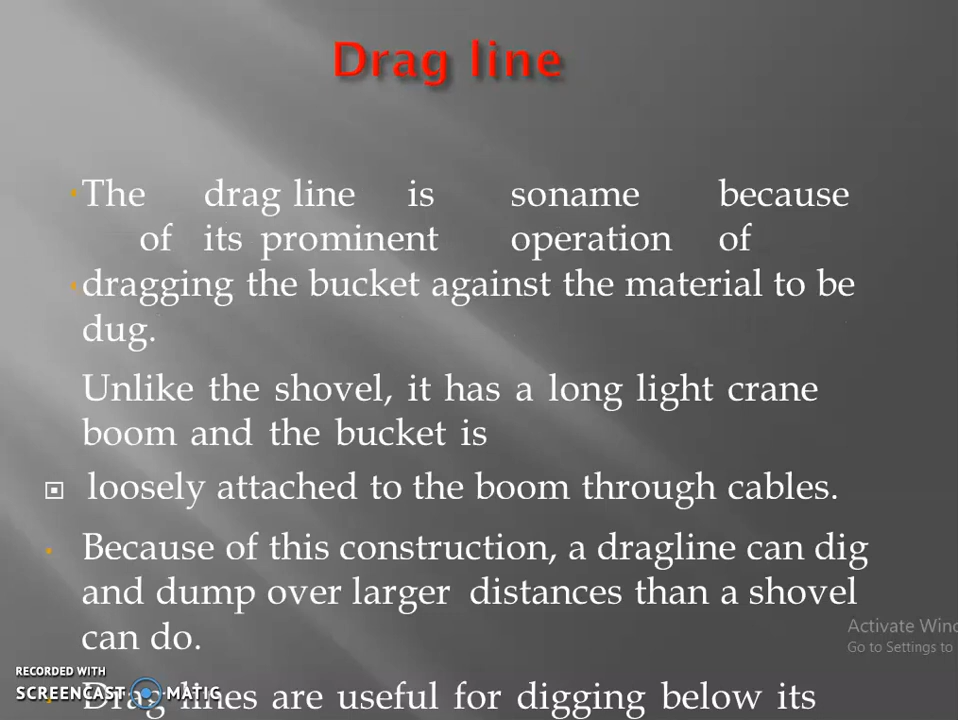 Drag line
The drag line is soname because
of its prominent operation of
dragging the bucket against the material to be
dug.
Unlike the shovel, it has a long light crane
boom and the bucket is
loosely attached to the boom through cables.
Because of this construction, a dragline can dig
and dump over larger distances than a shovel
can do.
Activate Wind
Go to Settings to
RECORDED WITH
SCREENCAST MATIC
Drag lines are useful for digging below its